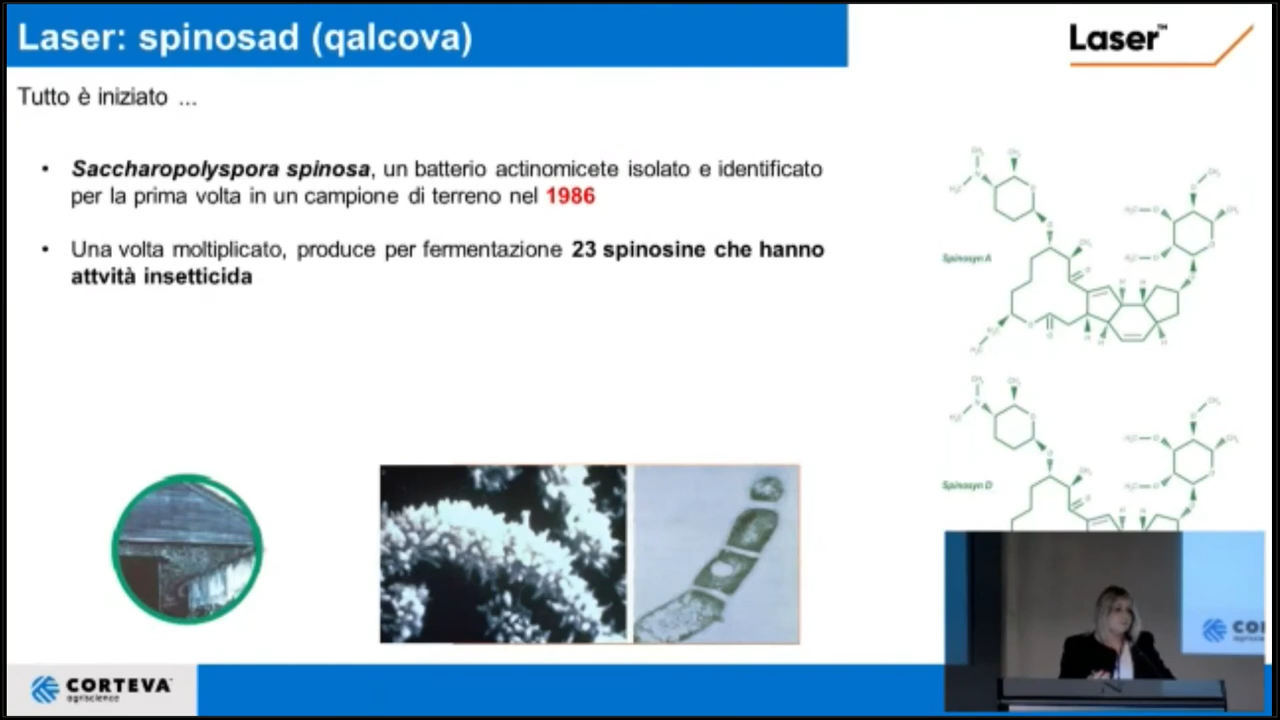 Laser: spinosad (qalcova)
Laser™
Tutto è iniziato ...
• Saccharopolyspora spinosa, un batterio actinomicete isolato e identificato
per la prima volta in un campione di terreno nel 1986
• Una volta moltiplicato, produce per fermentazione 23 spinosine che hanno
attvità insetticida
Spinosyn A
Spinosyn D
CORTEVA™
agriscience